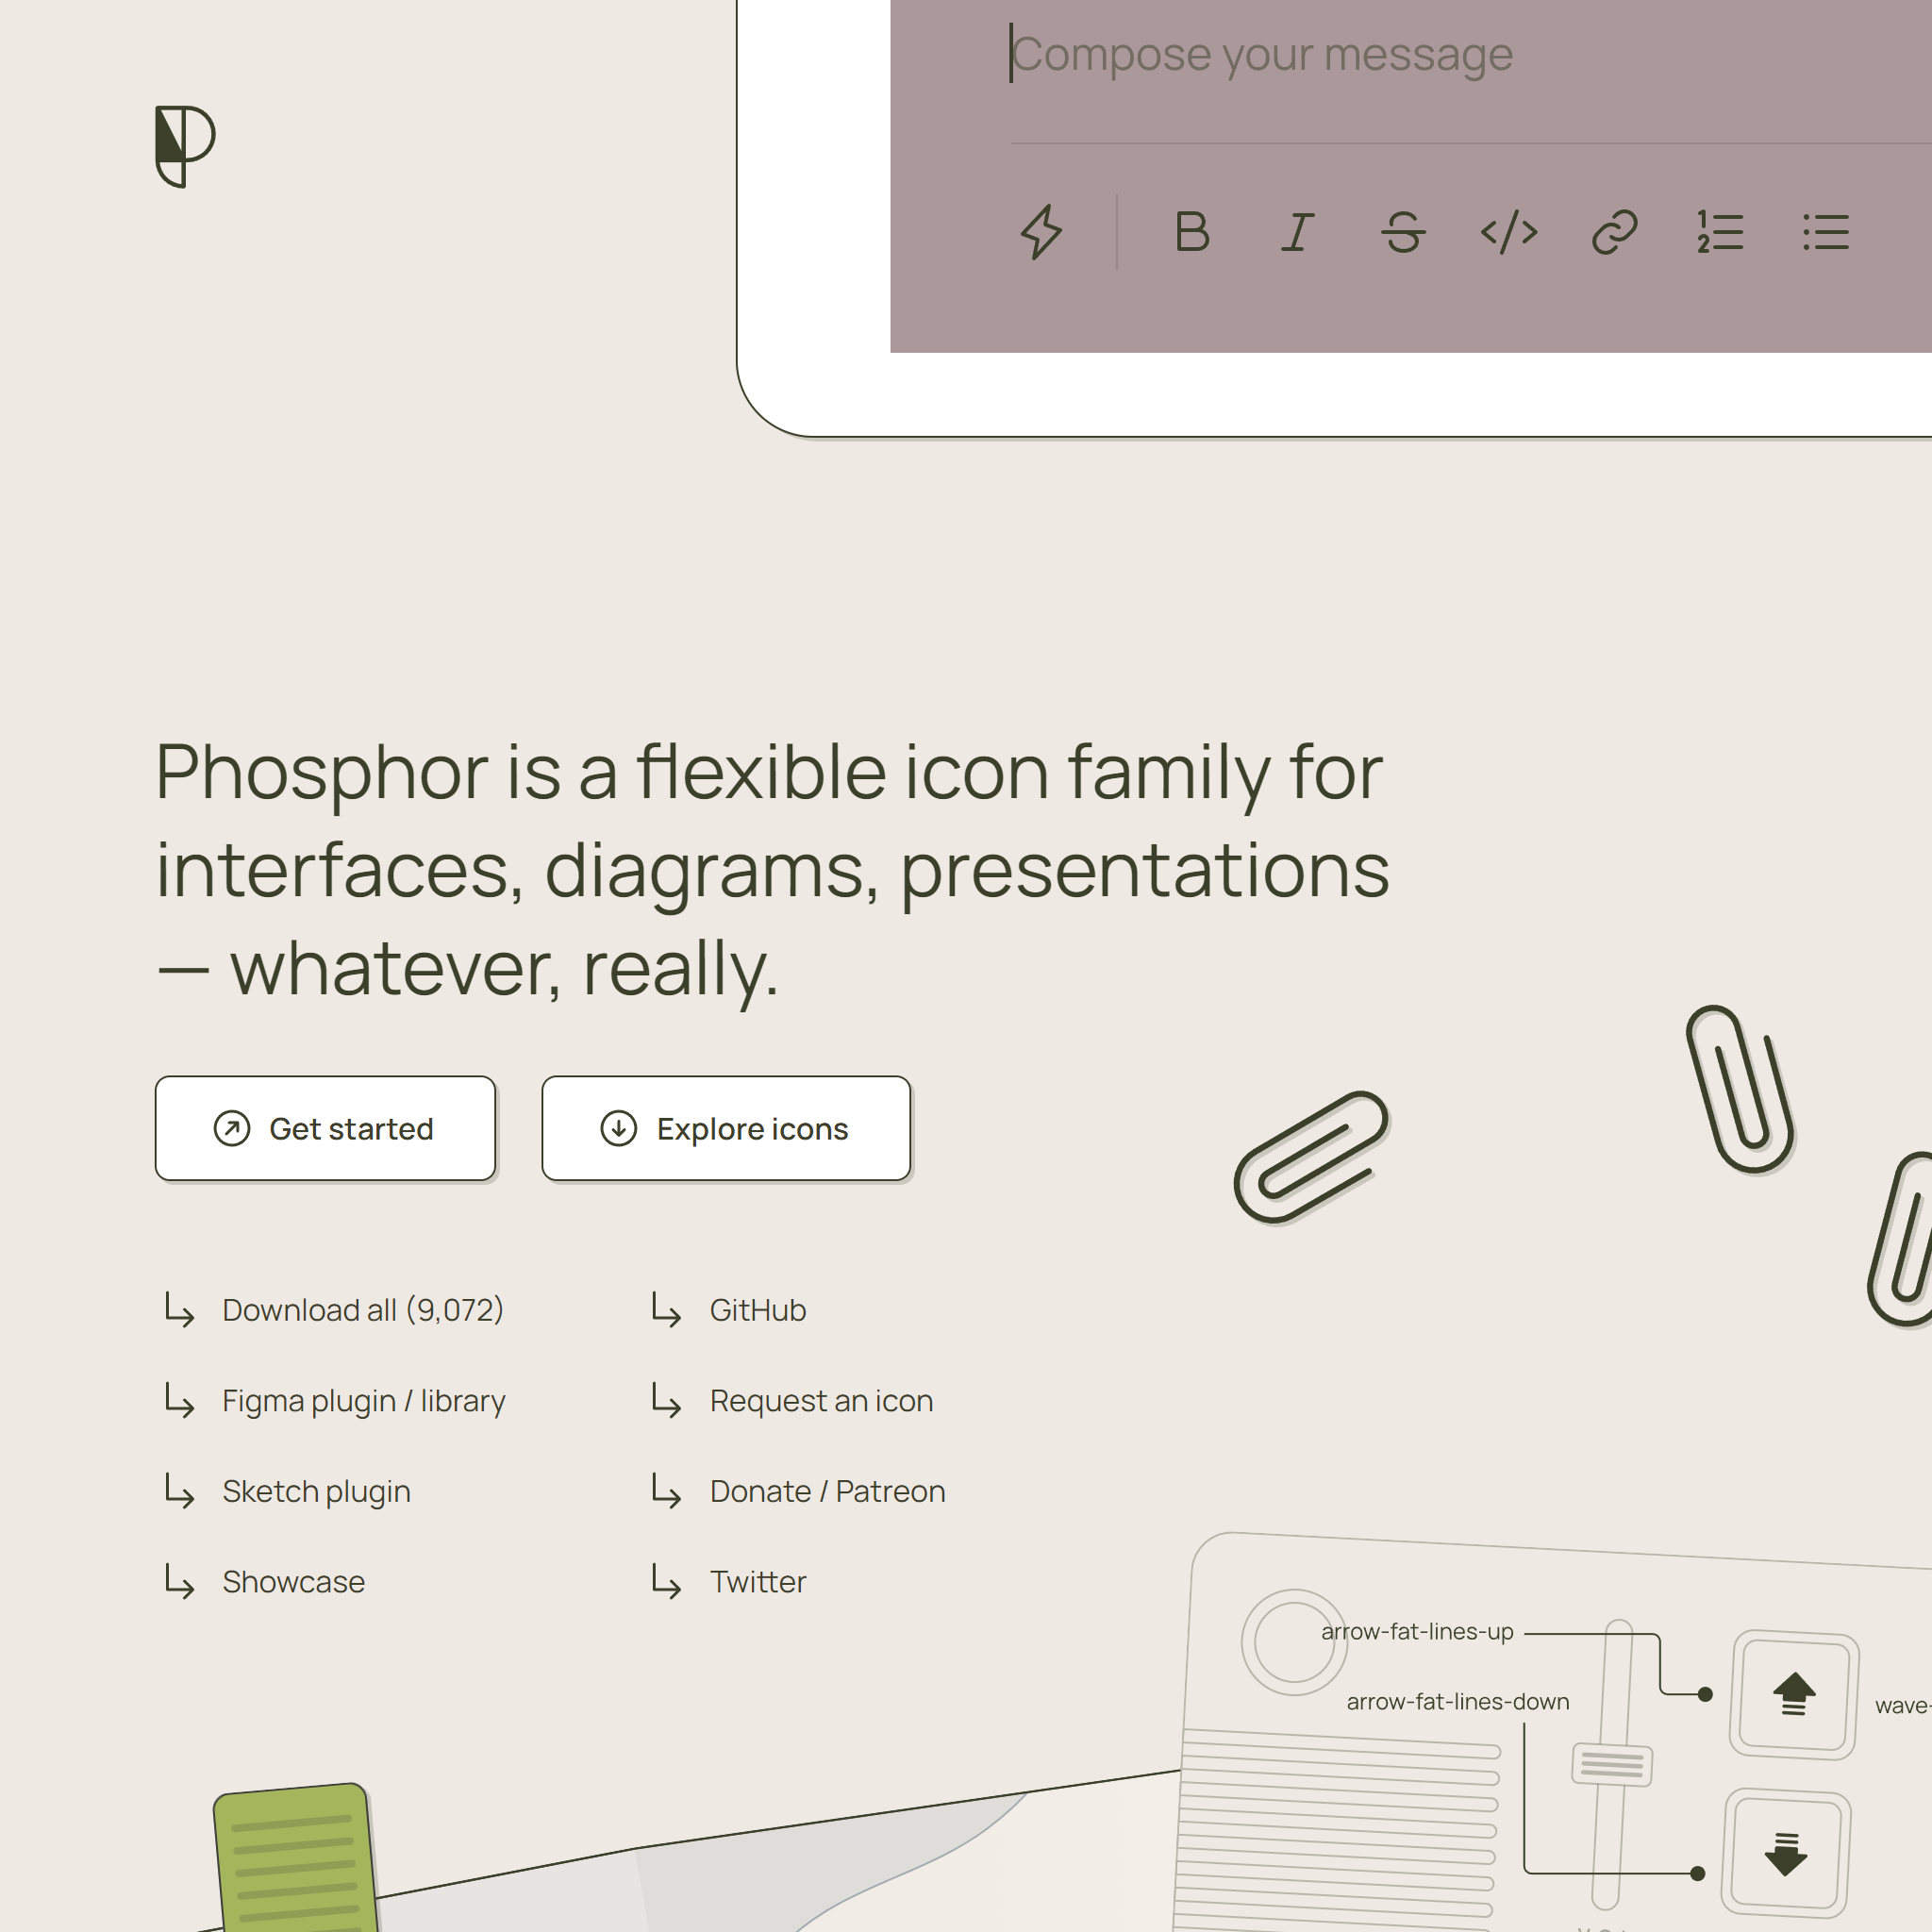 Compose your message
Phosphor is a flexible icon family for
interfaces, diagrams, presentations
— whatever, really.
Get started
Explore icons
Download all (9,072)
GitHub
Figma plugin / library
Request an icon
Sketch plugin
Donate / Patreon
Showcase
Twitter
arrow-fat-lines-up
arrow-fat-lines-down
wave-